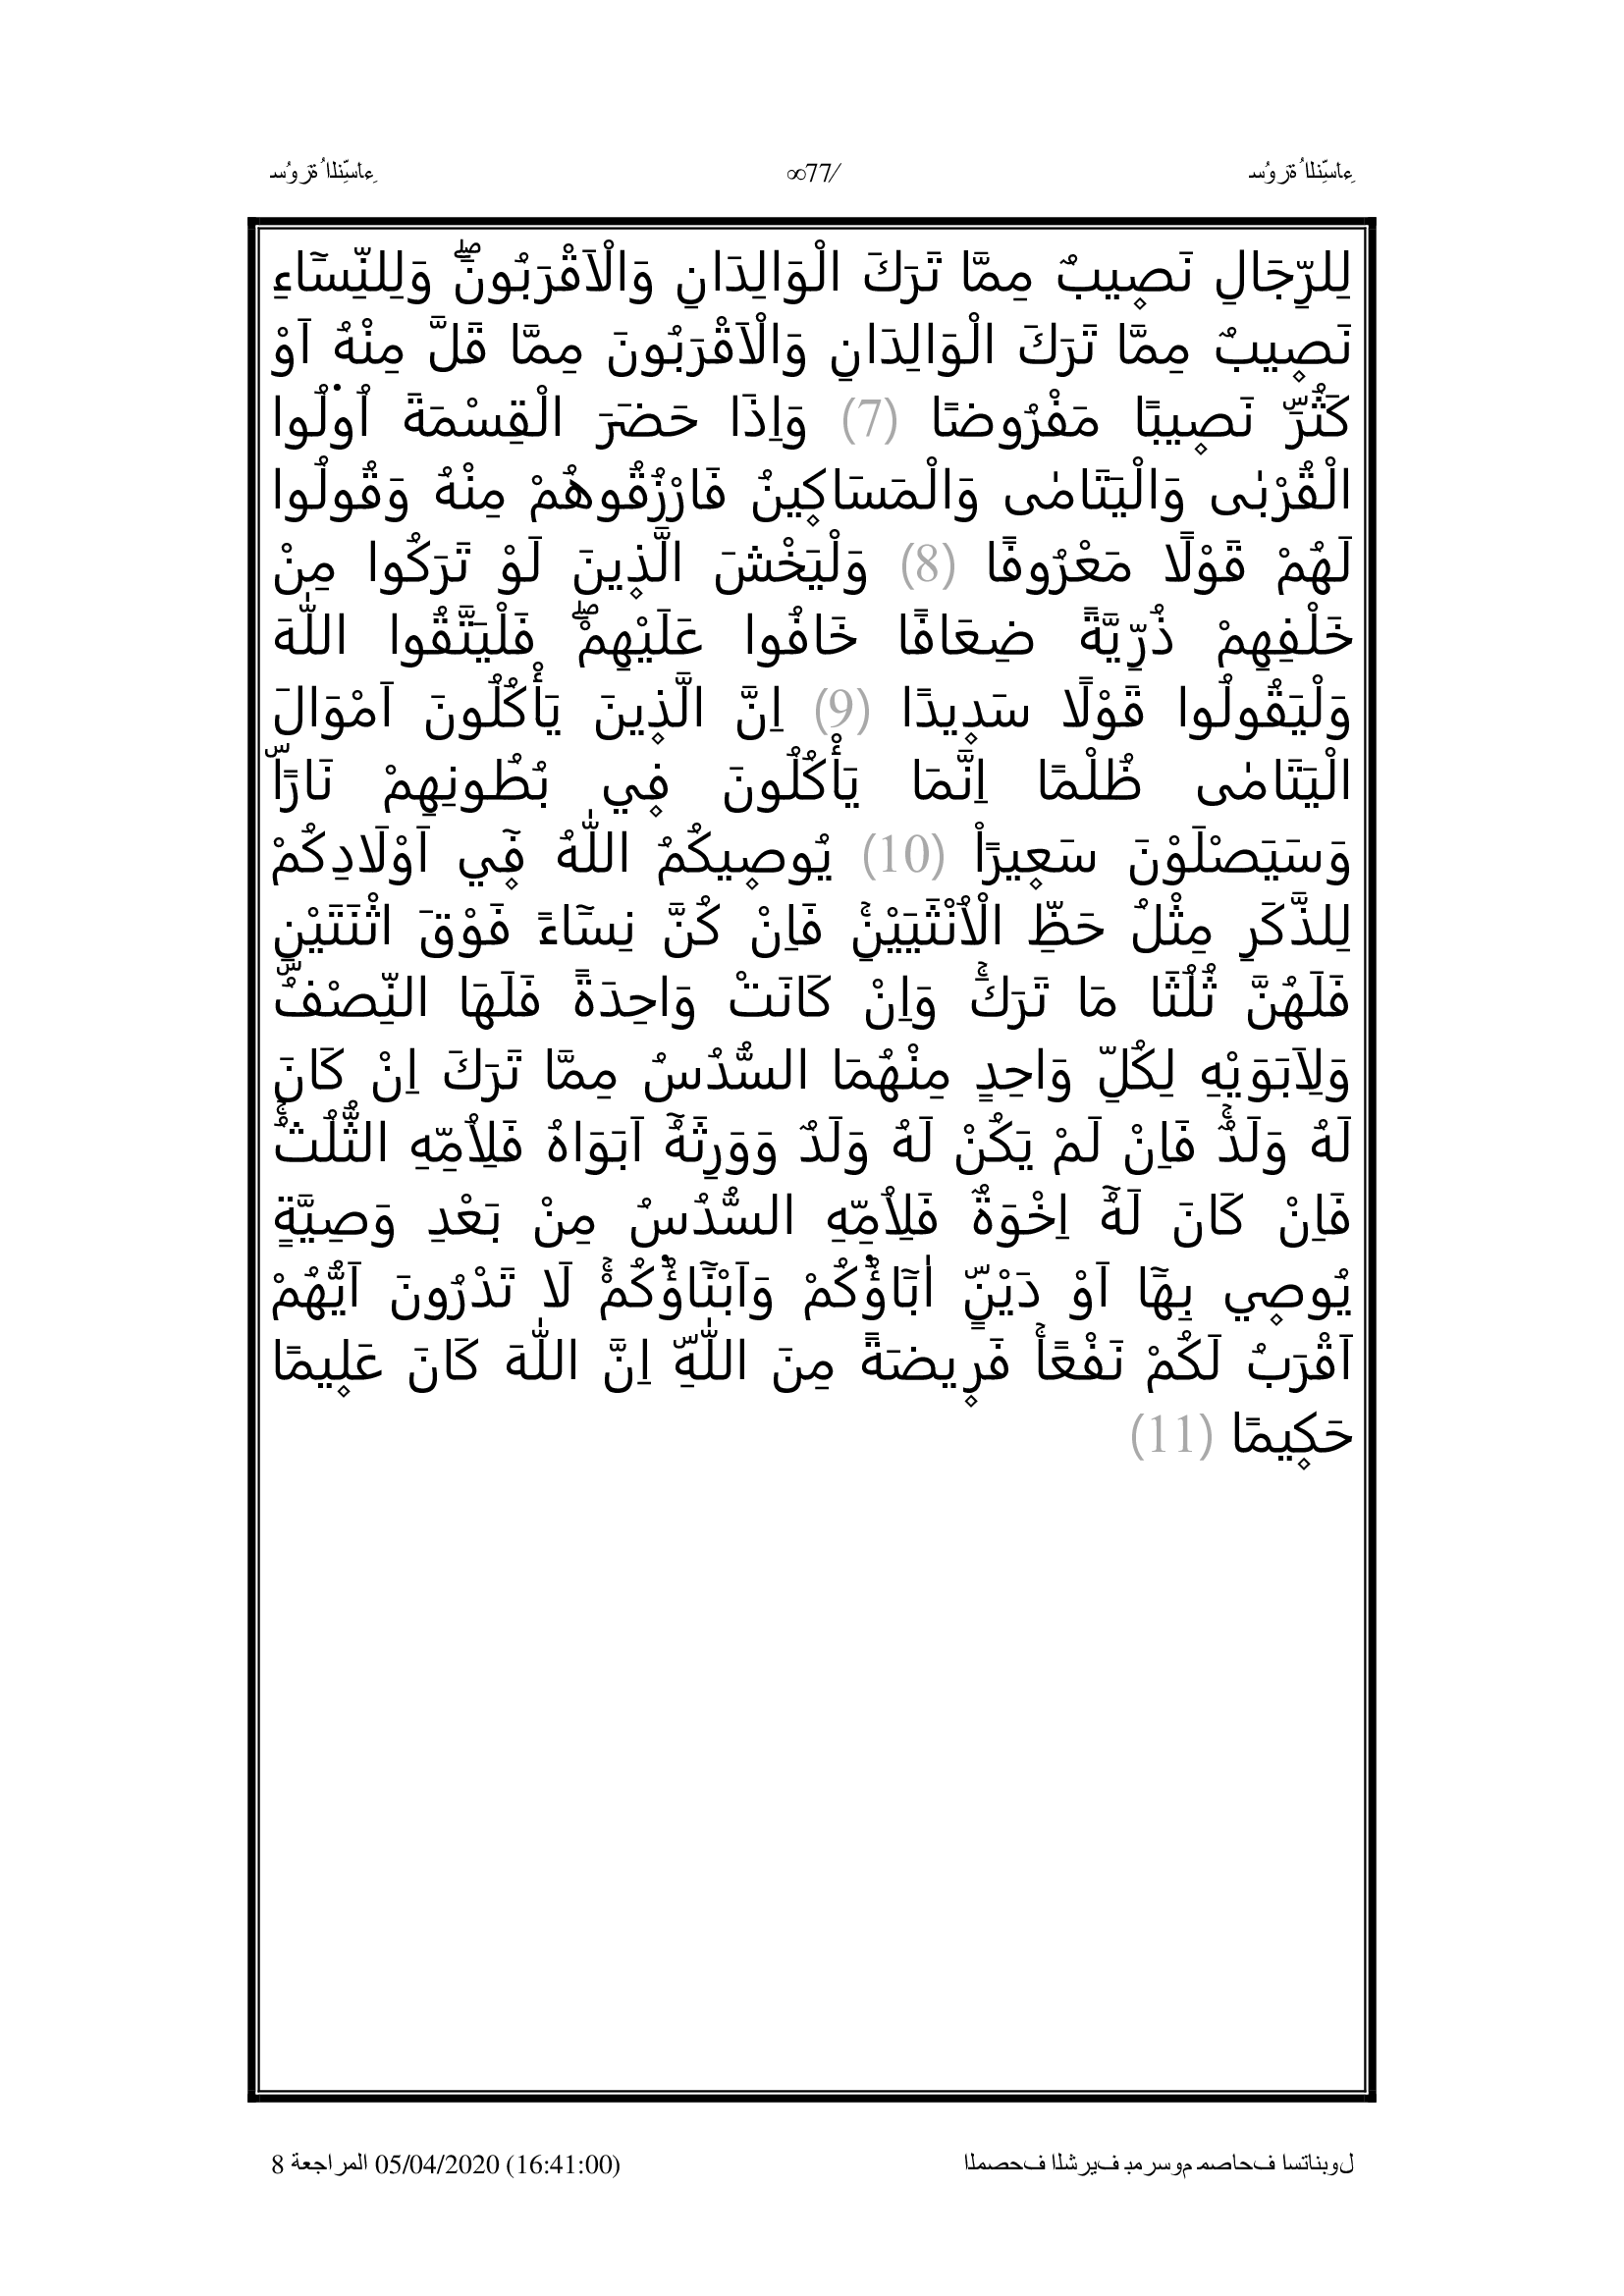 سُورَةُ النِّسَاءِ
∞77/
سُورَةُ النِّسَاءِ
لِلرِّجَالِ نَص۪يبٌ مِمَّا تَرَكَ الْوَالِدَانِ وَالْاَقْرَبُونَۖ وَلِلنِّسَٓاءِ
نَص۪يبٌ مِمَّا تَرَكَ الْوَالِدَانِ وَالْاَقْرَبُونَ مِمَّا قَلَّ مِنْهُ اَوْ
كَثُرَۜ نَص۪يبًا مَفْرُوضًا (7) وَاِذَا حَضَرَ الْقِسْمَةَ اُو۬لُوا
الْقُرْبٰى وَالْيَتَامٰى وَالْمَسَاك۪ينُ فَارْزُقُوهُمْ مِنْهُ وَقُولُوا
لَهُمْ قَوْلًا مَعْرُوفًا (8) وَلْيَخْشَ الَّذ۪ينَ لَوْ تَرَكُوا مِنْ
خَلْفِهِمْ ذُرِّيَّةً ضِعَافًا خَافُوا عَلَيْهِمْۖ فَلْيَتَّقُوا اللّٰهَ
وَلْيَقُولُوا قَوْلًا سَد۪يدًا (9) اِنَّ الَّذ۪ينَ يَأْكُلُونَ اَمْوَالَ
الْيَتَامٰى ظُلْمًا اِنَّمَا يَأْكُلُونَ ف۪ي بُطُونِهِمْ نَارًاۜ
وَسَيَصْلَوْنَ سَع۪يرًا۟ (10) يُوص۪يكُمُ اللّٰهُ ف۪ٓي اَوْلَادِكُمْ
لِلذَّكَرِ مِثْلُ حَظِّ الْاُنْثَيَيْنِۚ فَاِنْ كُنَّ نِسَٓاءً فَوْقَ اثْنَتَيْنِ
فَلَهُنَّ ثُلُثَا مَا تَرَكَۚ وَاِنْ كَانَتْ وَاحِدَةً فَلَهَا النِّصْفُۜ
وَلِاَبَوَيْهِ لِكُلِّ وَاحِدٍ مِنْهُمَا السُّدُسُ مِمَّا تَرَكَ اِنْ كَانَ
لَهُ وَلَدٌۚ فَاِنْ لَمْ يَكُنْ لَهُ وَلَدٌ وَوَرِثَهُٓ اَبَوَاهُ فَلِاُمِّهِ الثُّلُثُۚ
فَاِنْ كَانَ لَهُٓ اِخْوَةٌ فَلِاُمِّهِ السُّدُسُ مِنْ بَعْدِ وَصِيَّةٍ
يُوص۪ي بِهَٓا اَوْ دَيْنٍۜ اٰبَٓاؤُ۬كُمْ وَاَبْنَٓاؤُ۬كُمْۚ لَا تَدْرُونَ اَيُّهُمْ
اَقْرَبُ لَكُمْ نَفْعًاۚ فَر۪يضَةً مِنَ اللّٰهِۜ اِنَّ اللّٰهَ كَانَ عَل۪يمًا
حَك۪يمًا (11)
المصحف الشريف بمرسوم مصاحف استانبول
05/04/2020 (16:41:00) المراجعة 8